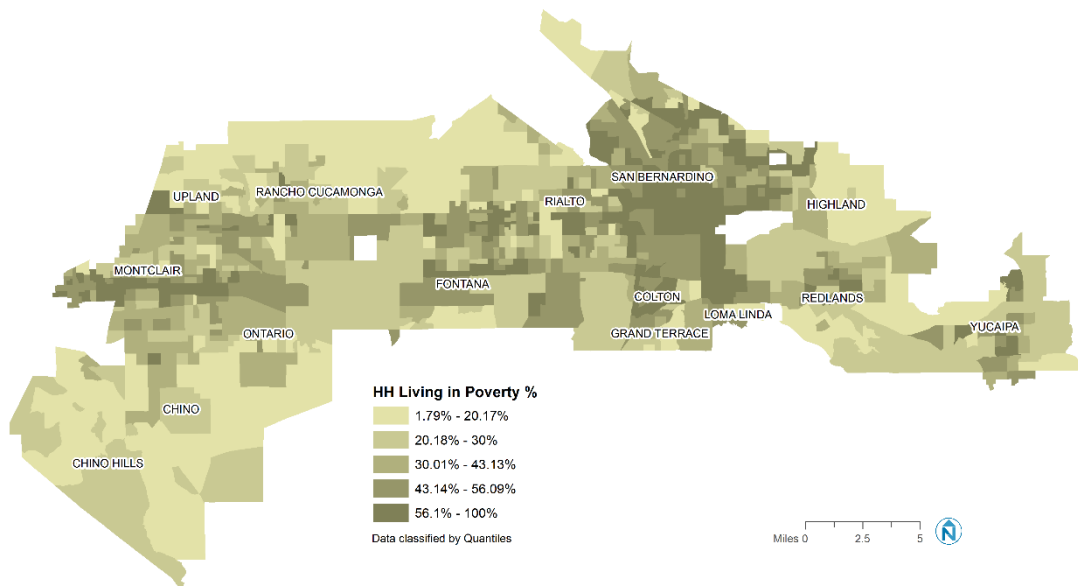 SAN BERNARDINO
UPLAND
RANCHO CUCAMONGA
RIALTO
HIGHLAND
MONTCLAIR
FONTANA
COLTON
REDLANDS
LOMA LINDA
ONTARIO
GRAND TERRACE
YUCAIPA
CHINO
CHINO HILLS
HH Living in Poverty %
1.79% - 20.17%
20.18% - 30%
30.01% - 43.13%
43.14% - 56.09%
56.1% - 100%
Data classified by Quantiles
Miles 0 2.5 5
N